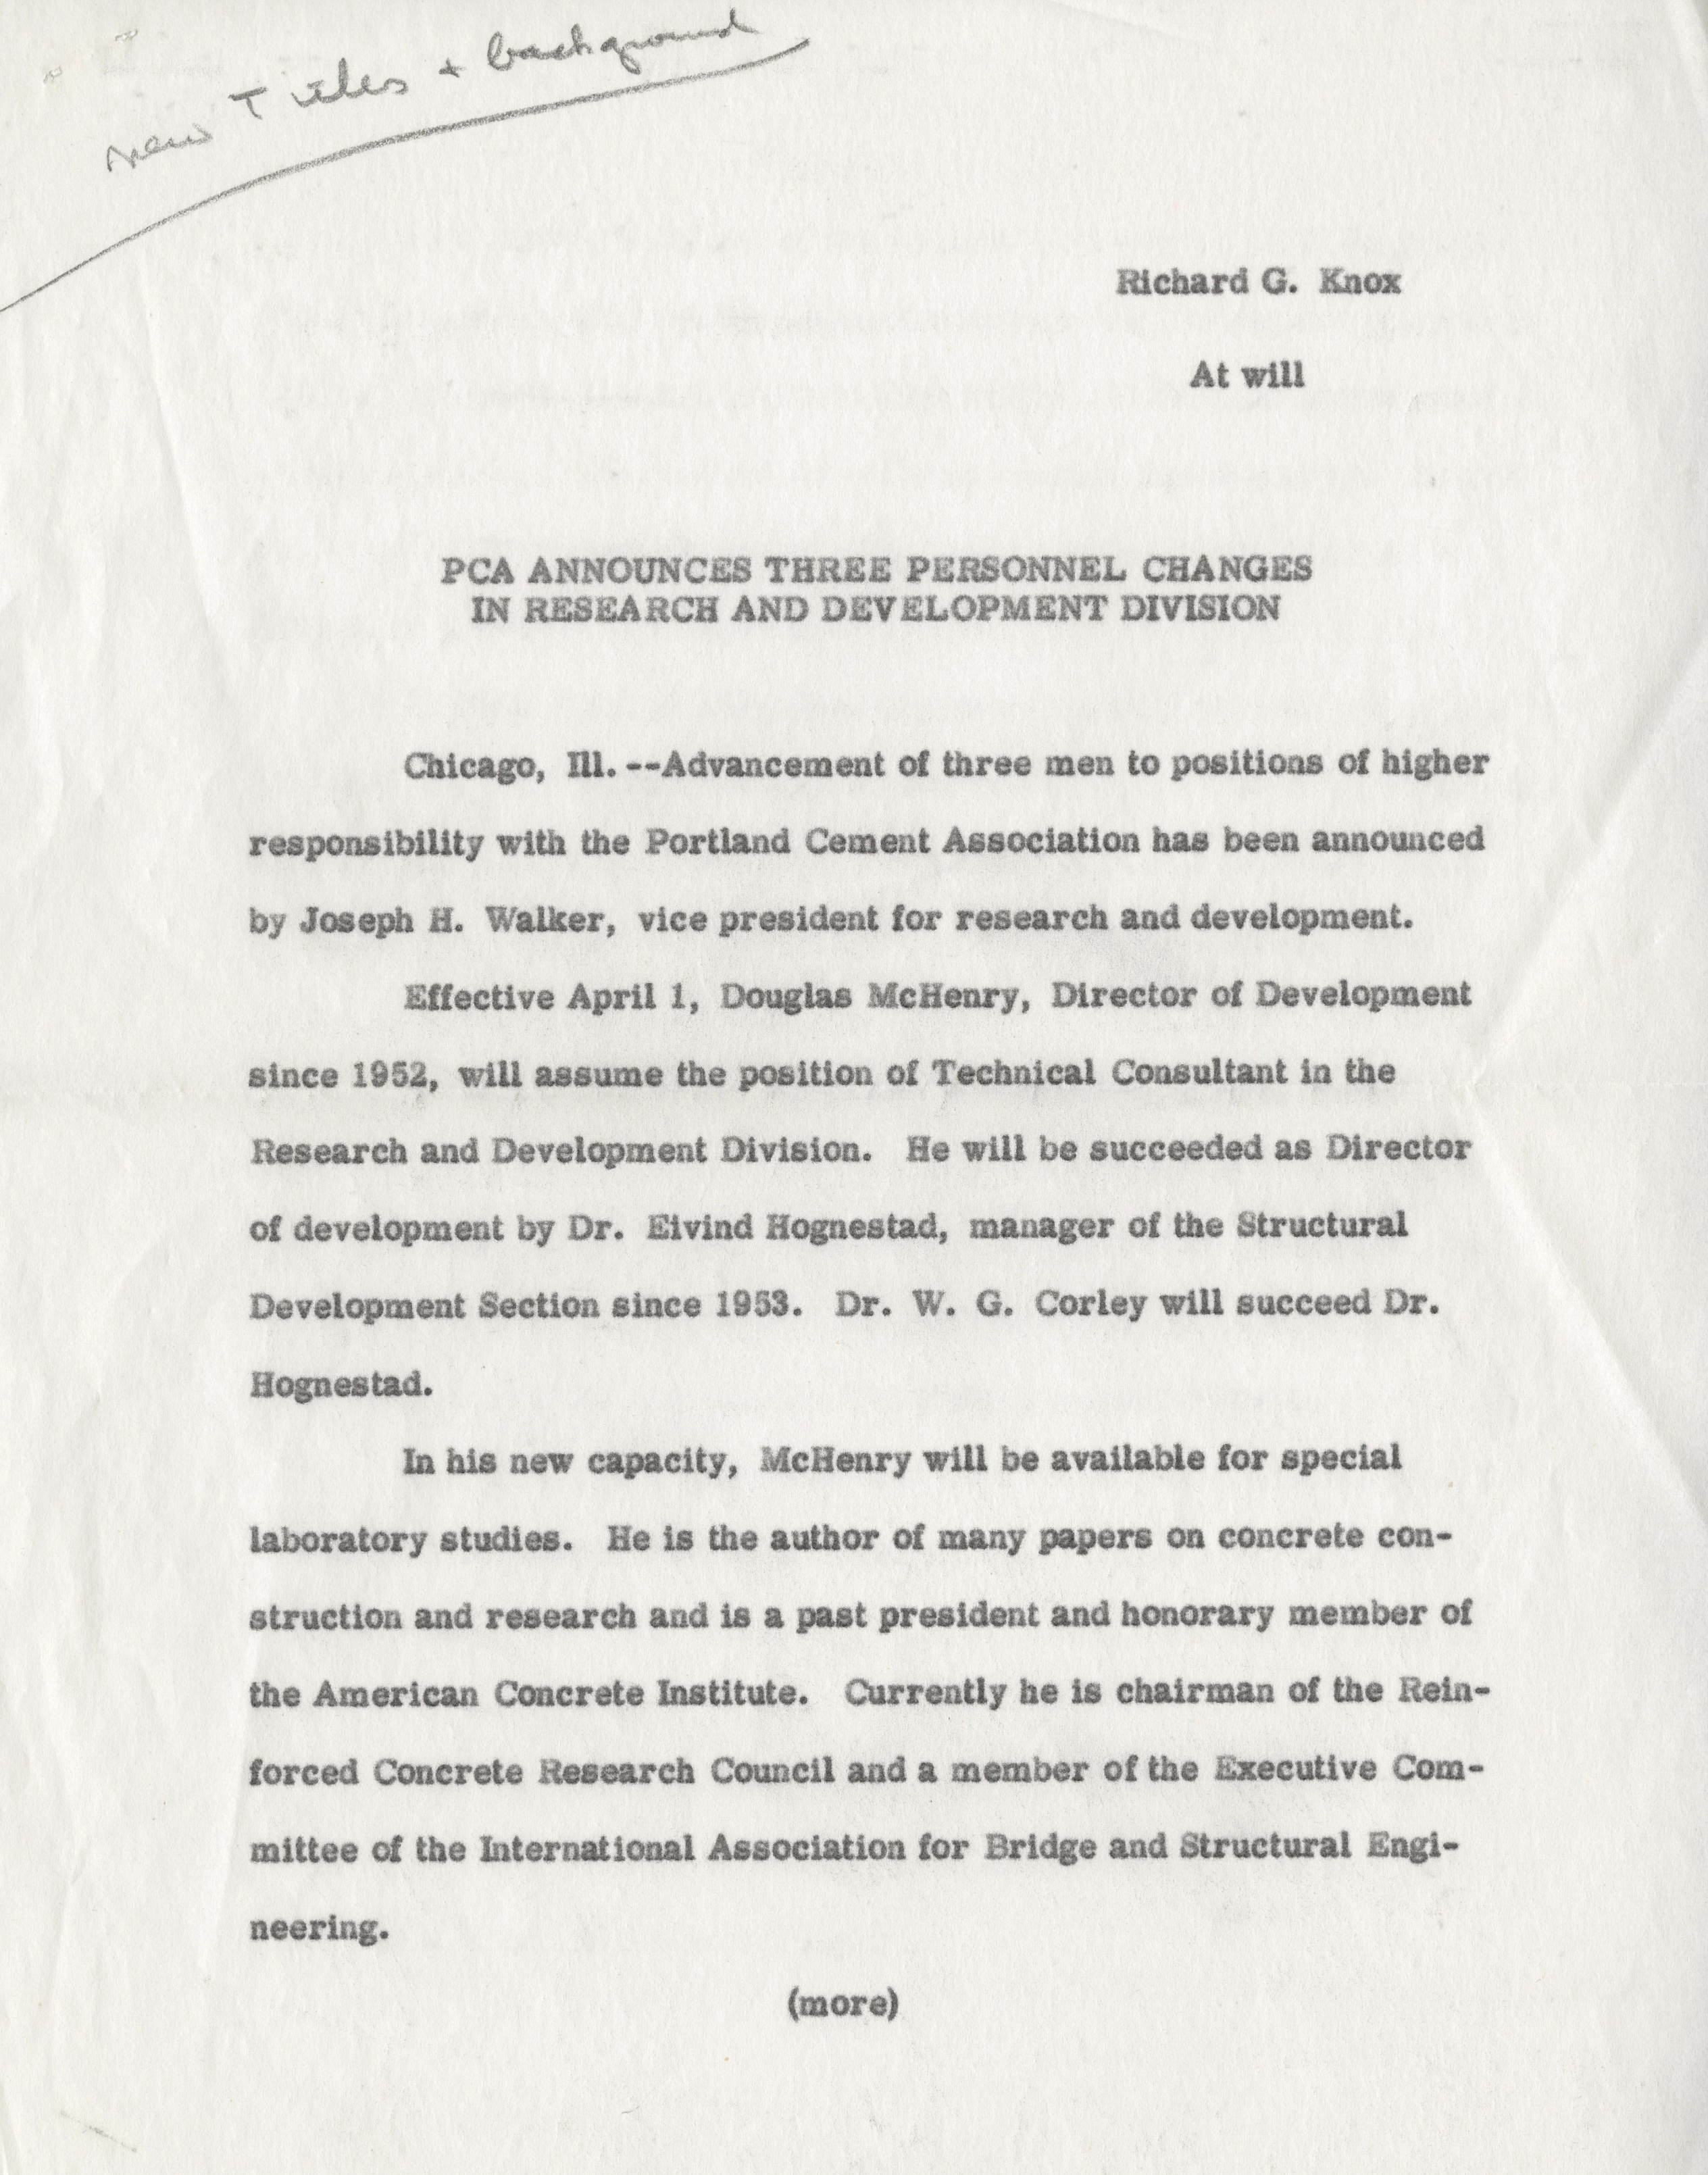 new Titles + background
Richard G. Knox
At will
PCA ANNOUNCES THREE PERSONNEL CHANGES
IN RESEARCH AND DEVELOPMENT DIVISION
Chicago, Ill. --Advancement of three men to positions of higher
responsibility with the Portland Cement Association has been announced
by Joseph H. Walker, vice president for research and development.
Effective April 1, Douglas McHenry, Director of Development
since 1952, will assume the position of Technical Consultant in the
Research and Development Division. He will be succeeded as Director
of development by Dr. Eivind Hognestad, manager of the Structural
Development Section since 1953. Dr. W. G. Corley will succeed Dr.
Hognestad.
In his new capacity, McHenry will be available for special
laboratory studies. He is the author of many papers on concrete con-
struction and research and is a past president and honorary member of
the American Concrete Institute. Currently he is chairman of the Rein-
forced Concrete Research Council and a member of the Executive Com-
mittee of the International Association for Bridge and Structural Engi-
neering.
(more)